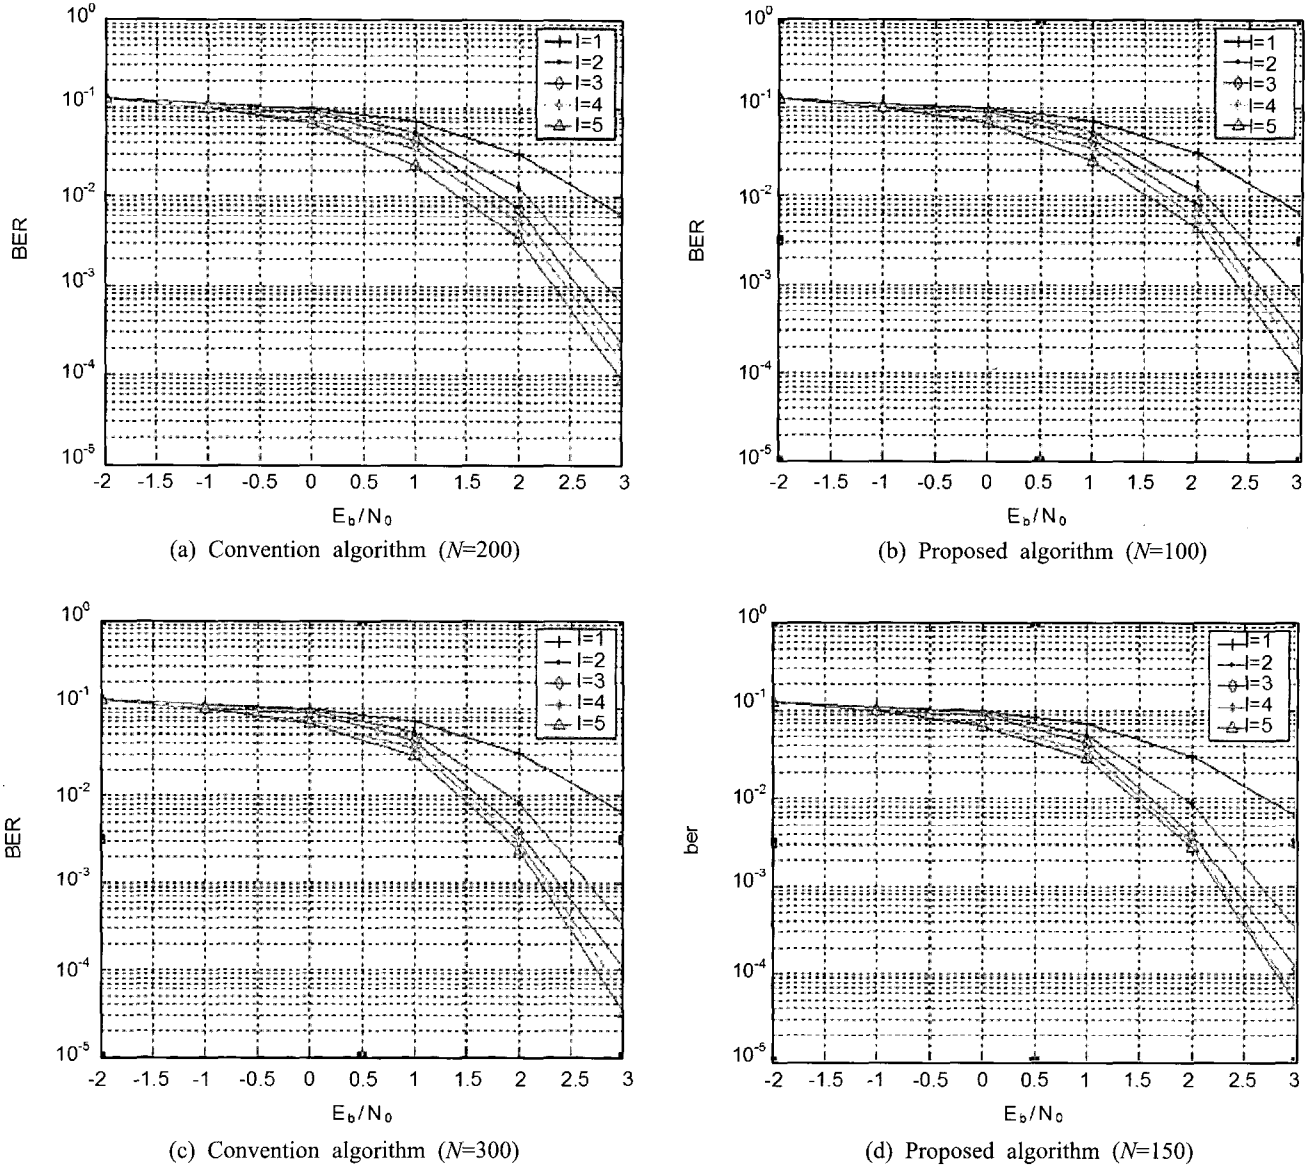 10^0
10^-1
10^-2
10^-3
10^-4
10^-5
BER
I=1
I=2
I=3
I=4
I=5
-2 -1.5 -1 -0.5 0 0.5 1 1.5 2 2.5 3
E_b/N_0
(a) Convention algorithm (N=200)
10^0
10^-1
10^-2
10^-3
10^-4
10^-5
BER
I=1
I=2
I=3
I=4
I=5
-2 -1.5 -1 -0.5 0 0.5 1 1.5 2 2.5 3
E_b/N_0
(b) Proposed algorithm (N=100)
10^0
10^-1
10^-2
10^-3
10^-4
10^-5
BER
I=1
I=2
I=3
I=4
I=5
-2 -1.5 -1 -0.5 0 0.5 1 1.5 2 2.5 3
E_b/N_0
(c) Convention algorithm (N=300)
10^0
10^-1
10^-2
10^-3
10^-4
10^-5
ber
I=1
I=2
I=3
I=4
I=5
-2 -1.5 -1 -0.5 0 0.5 1 1.5 2 2.5 3
E_b/N_0
(d) Proposed algorithm (N=150)